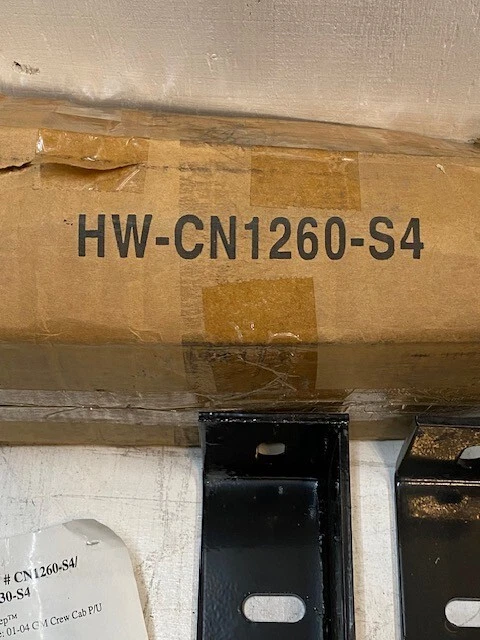 HW-CN1260-S4
# CN1260-S4/
30-S4
ep™
: 01-04 GM Crew Cab P/U